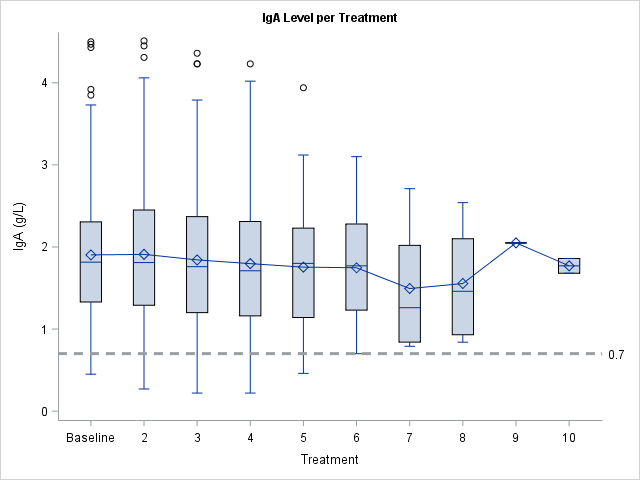 IgA Level per Treatment
IgA (g/L)
4
3
2
1
0
0.7
Baseline 2 3 4 5 6 7 8 9 10
Treatment